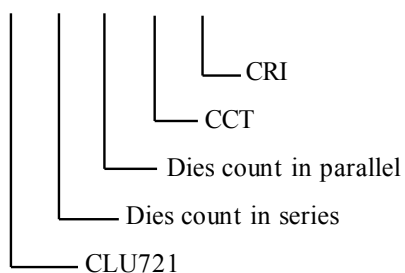 CRI
CCT
Dies count in parallel
Dies count in series
CLU721